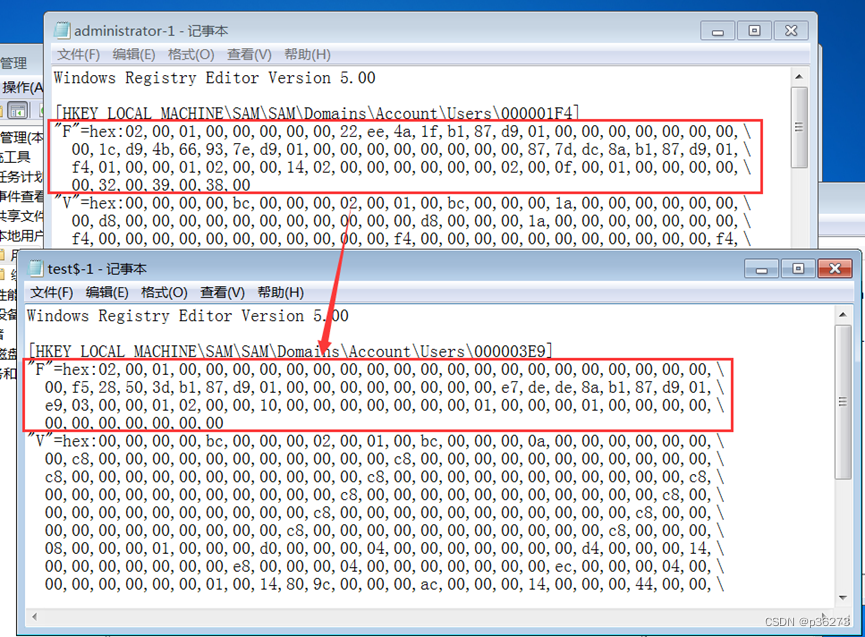 administrator-1 - 记事本
文件(F) 编辑(E) 格式(O) 查看(V) 帮助(H)
Windows Registry Editor Version 5.00
[HKEY_LOCAL_MACHINE\SAM\SAM\Domains\Account\Users\000001F4]
"F"=hex:02,00,01,00,00,00,00,00,22,ee,4a,1f,b1,87,d9,01,00,00,00,00,00,00,00,\
00,1c,d9,4b,66,93,7e,d9,01,00,00,00,00,00,00,00,00,87,7d,dc,8a,b1,87,d9,01,\
f4,01,00,00,01,02,00,00,14,02,00,00,00,00,00,00,02,00,0f,00,01,00,00,00,00,\
00,32,00,39,00,38,00
"V"=hex:00,00,00,00,bc,00,00,00,02,00,01,00,bc,00,00,00,1a,00,00,00,00,00,00,\
00,d8,00,00,00,00,00,00,00,00,00,00,00,d8,00,00,00,1a,00,00,00,00,00,00,00,\
f4,00,00,00,00,00,00,00,00,00,00,00,f4,00,00,00,00,00,00,00,00,00,00,00,f4,\
管理
操作(A
管理(本
工具
任务计划
事件查看
共享文件
本地用户
test$-1 - 记事本
文件(F) 编辑(E) 格式(O) 查看(V) 帮助(H)
Windows Registry Editor Version 5.00
[HKEY_LOCAL_MACHINE\SAM\SAM\Domains\Account\Users\000003E9]
"F"=hex:02,00,01,00,00,00,00,00,00,00,00,00,00,00,00,00,00,00,00,00,00,00,00,\
00,f5,28,50,3d,b1,87,d9,01,00,00,00,00,00,00,00,00,e7,de,de,8a,b1,87,d9,01,\
e9,03,00,00,01,02,00,00,10,00,00,00,00,00,00,00,01,00,00,00,01,00,00,00,00,\
00,00,00,00,00,00,00
"V"=hex:00,00,00,00,bc,00,00,00,02,00,01,00,bc,00,00,00,0a,00,00,00,00,00,00,\
00,c8,00,00,00,00,00,00,00,00,00,00,00,c8,00,00,00,00,00,00,00,00,00,00,00,\
c8,00,00,00,00,00,00,00,00,00,00,00,c8,00,00,00,00,00,00,00,00,00,00,00,c8,\
00,00,00,00,00,00,00,00,00,00,00,c8,00,00,00,00,00,00,00,00,00,00,00,c8,00,\
00,00,00,00,00,00,00,00,00,00,c8,00,00,00,00,00,00,00,00,00,00,00,c8,00,00,\
00,00,00,00,00,00,00,00,00,c8,00,00,00,00,00,00,00,00,00,00,00,c8,00,00,00,\
08,00,00,00,01,00,00,00,d0,00,00,00,04,00,00,00,00,00,00,00,d4,00,00,00,14,\
00,00,00,00,00,00,00,e8,00,00,00,04,00,00,00,00,00,00,00,ec,00,00,00,04,00,\
00,00,00,00,00,00,01,00,14,80,9c,00,00,00,ac,00,00,00,14,00,00,00,44,00,00,\
CSDN @p36273